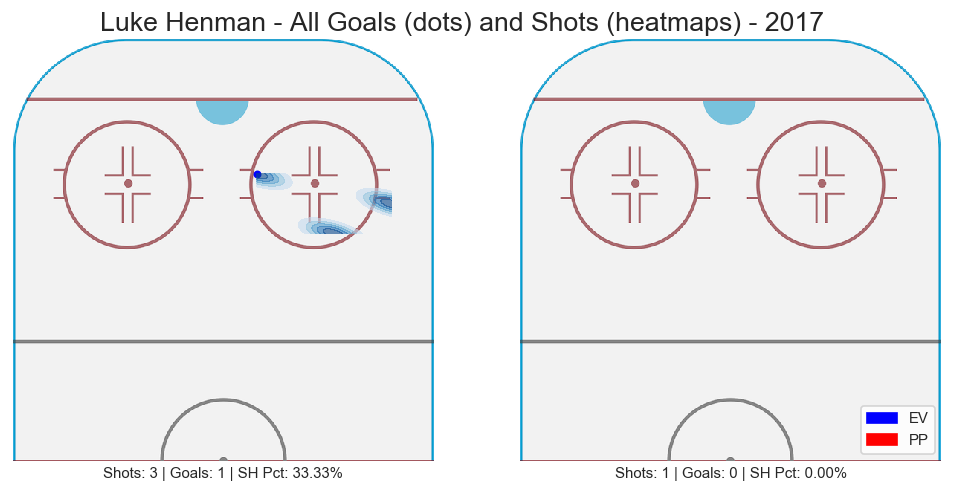 Luke Henman - All Goals (dots) and Shots (heatmaps) - 2017
EV
PP
Shots: 3 | Goals: 1 | SH Pct: 33.33%
Shots: 1 | Goals: 0 | SH Pct: 0.00%